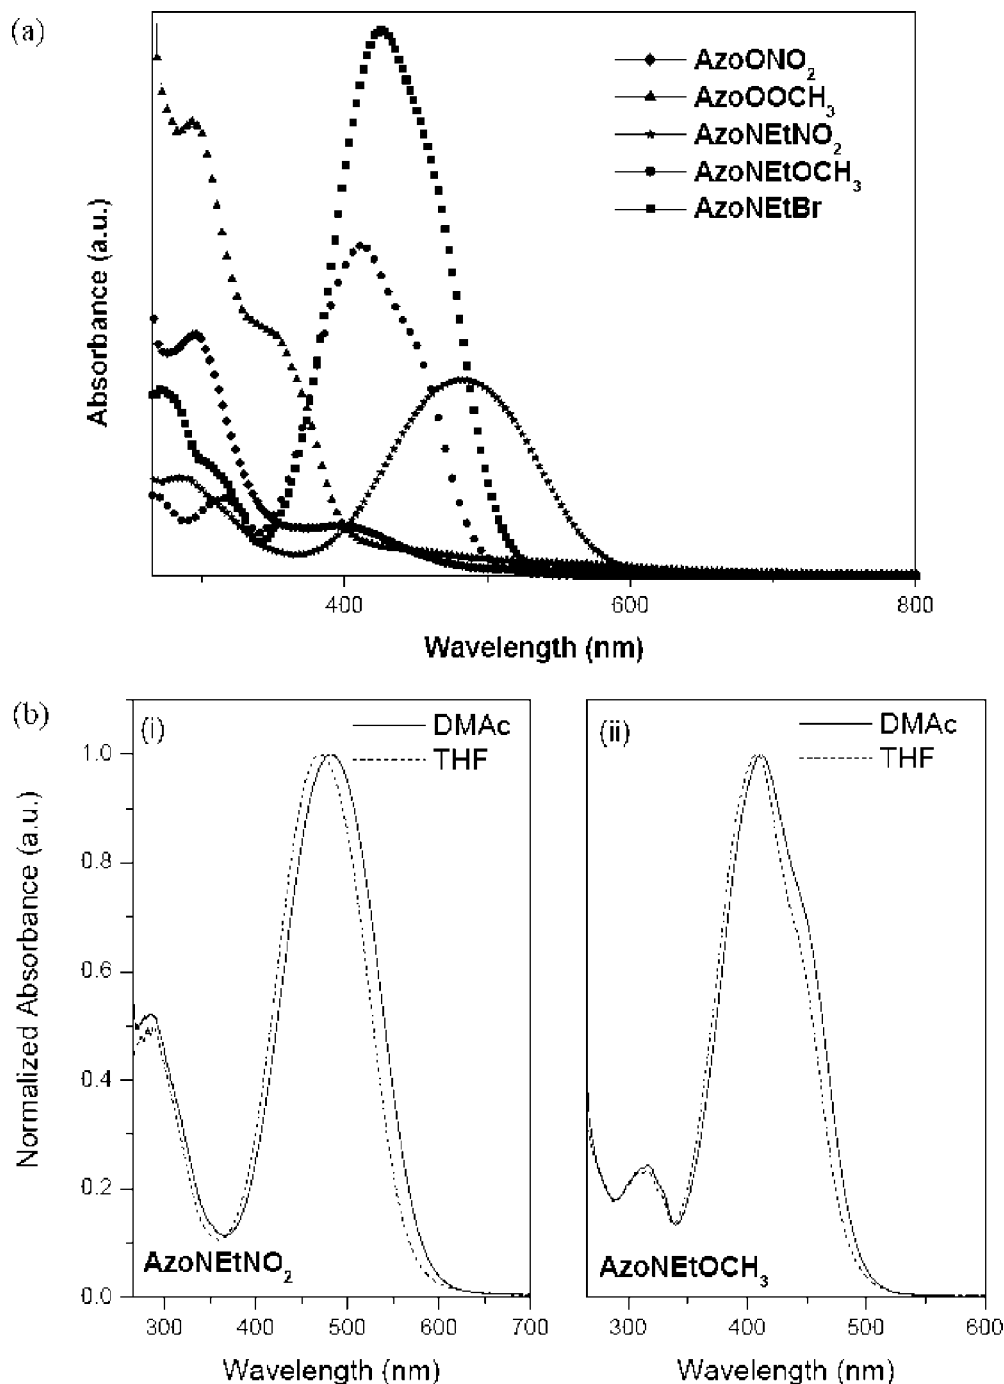 (a)
AzoONO2
AzoOOCH3
AzoNEtNO2
AzoNEtOCH3
AzoNEtBr
Absorbance (a.u.)
400
600
800
Wavelength (nm)
(b)
(i)
DMAc
THF
1.0
0.8
0.6
0.4
0.2
0.0
Normalized Absorbance (a.u.)
AzoNEtNO2
300
400
500
600
700
Wavelength (nm)
(ii)
DMAc
THF
AzoNEtOCH3
300
400
500
600
Wavelength (nm)